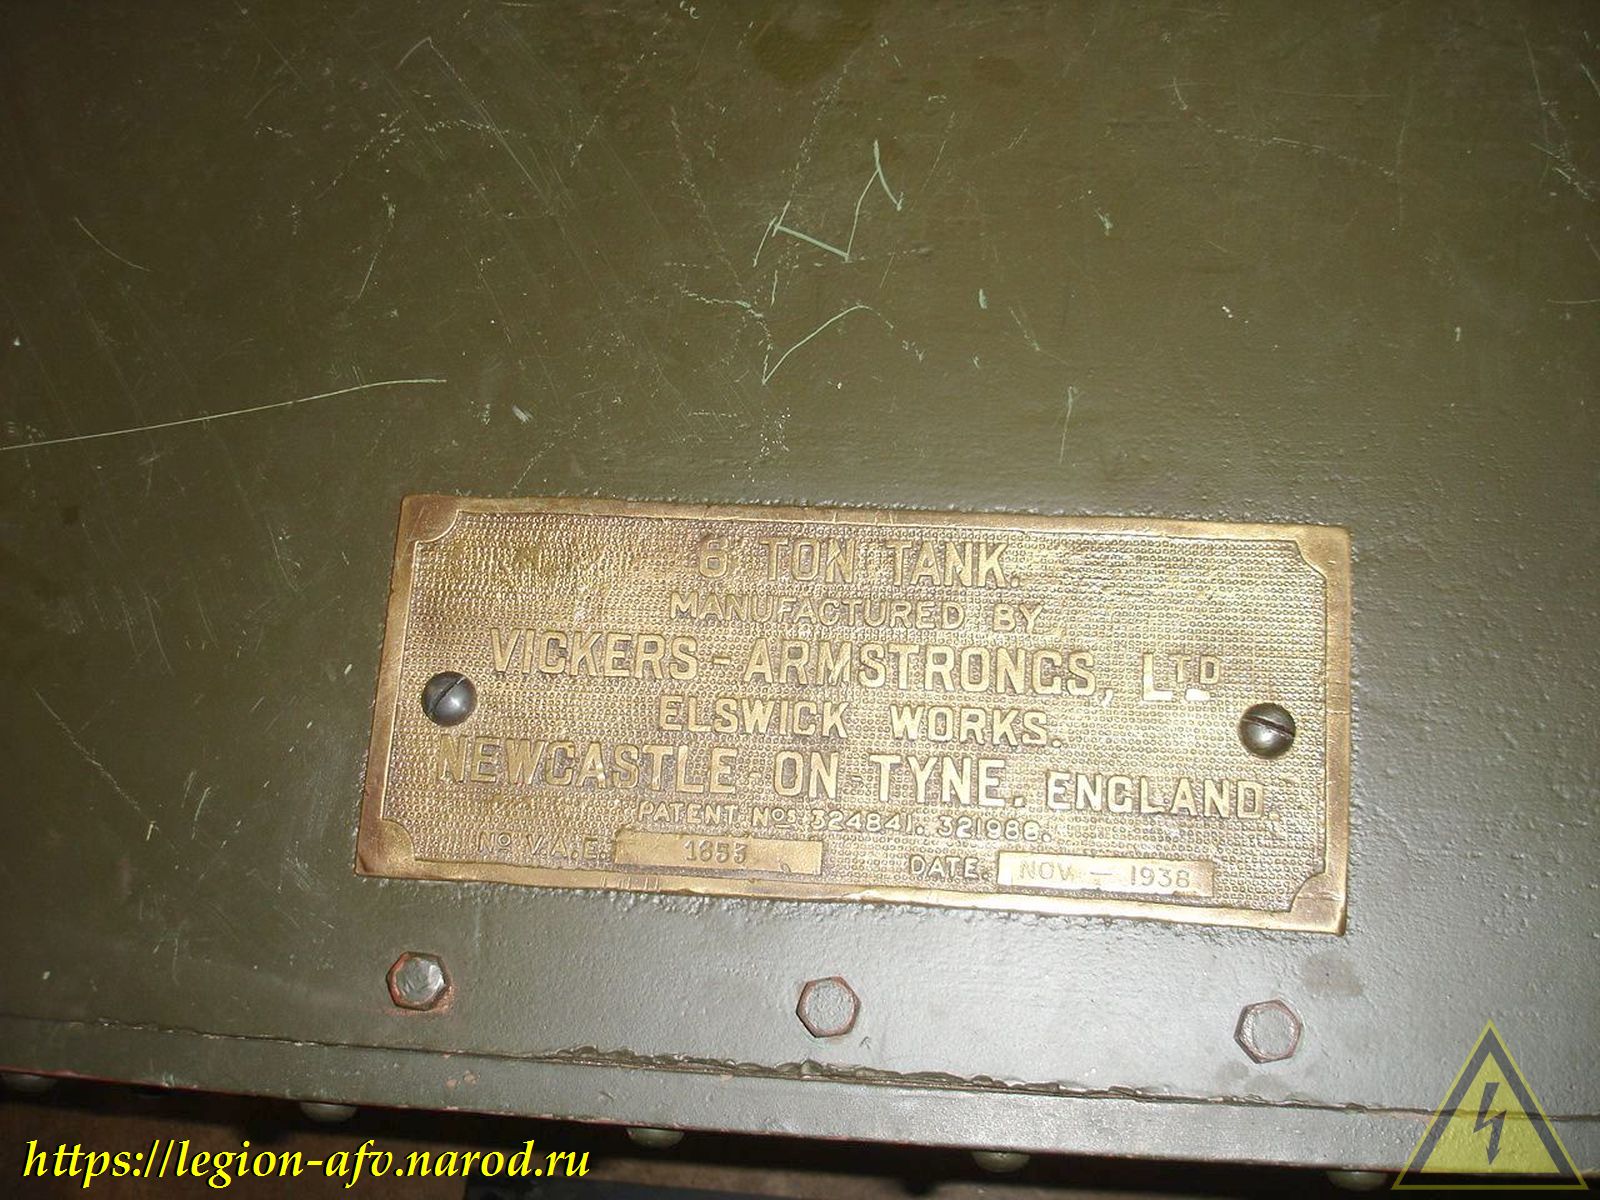 6 TON TANK.
MANUFACTURED BY
VICKERS-ARMSTRONGS, LTD
ELSWICK WORKS.
NEWCASTLE-ON-TYNE. ENGLAND.
PATENT NOS. 324841. 321988.
NO V.A.E. 1653
DATE. NOV - 1938
https://legion-afv.narod.ru